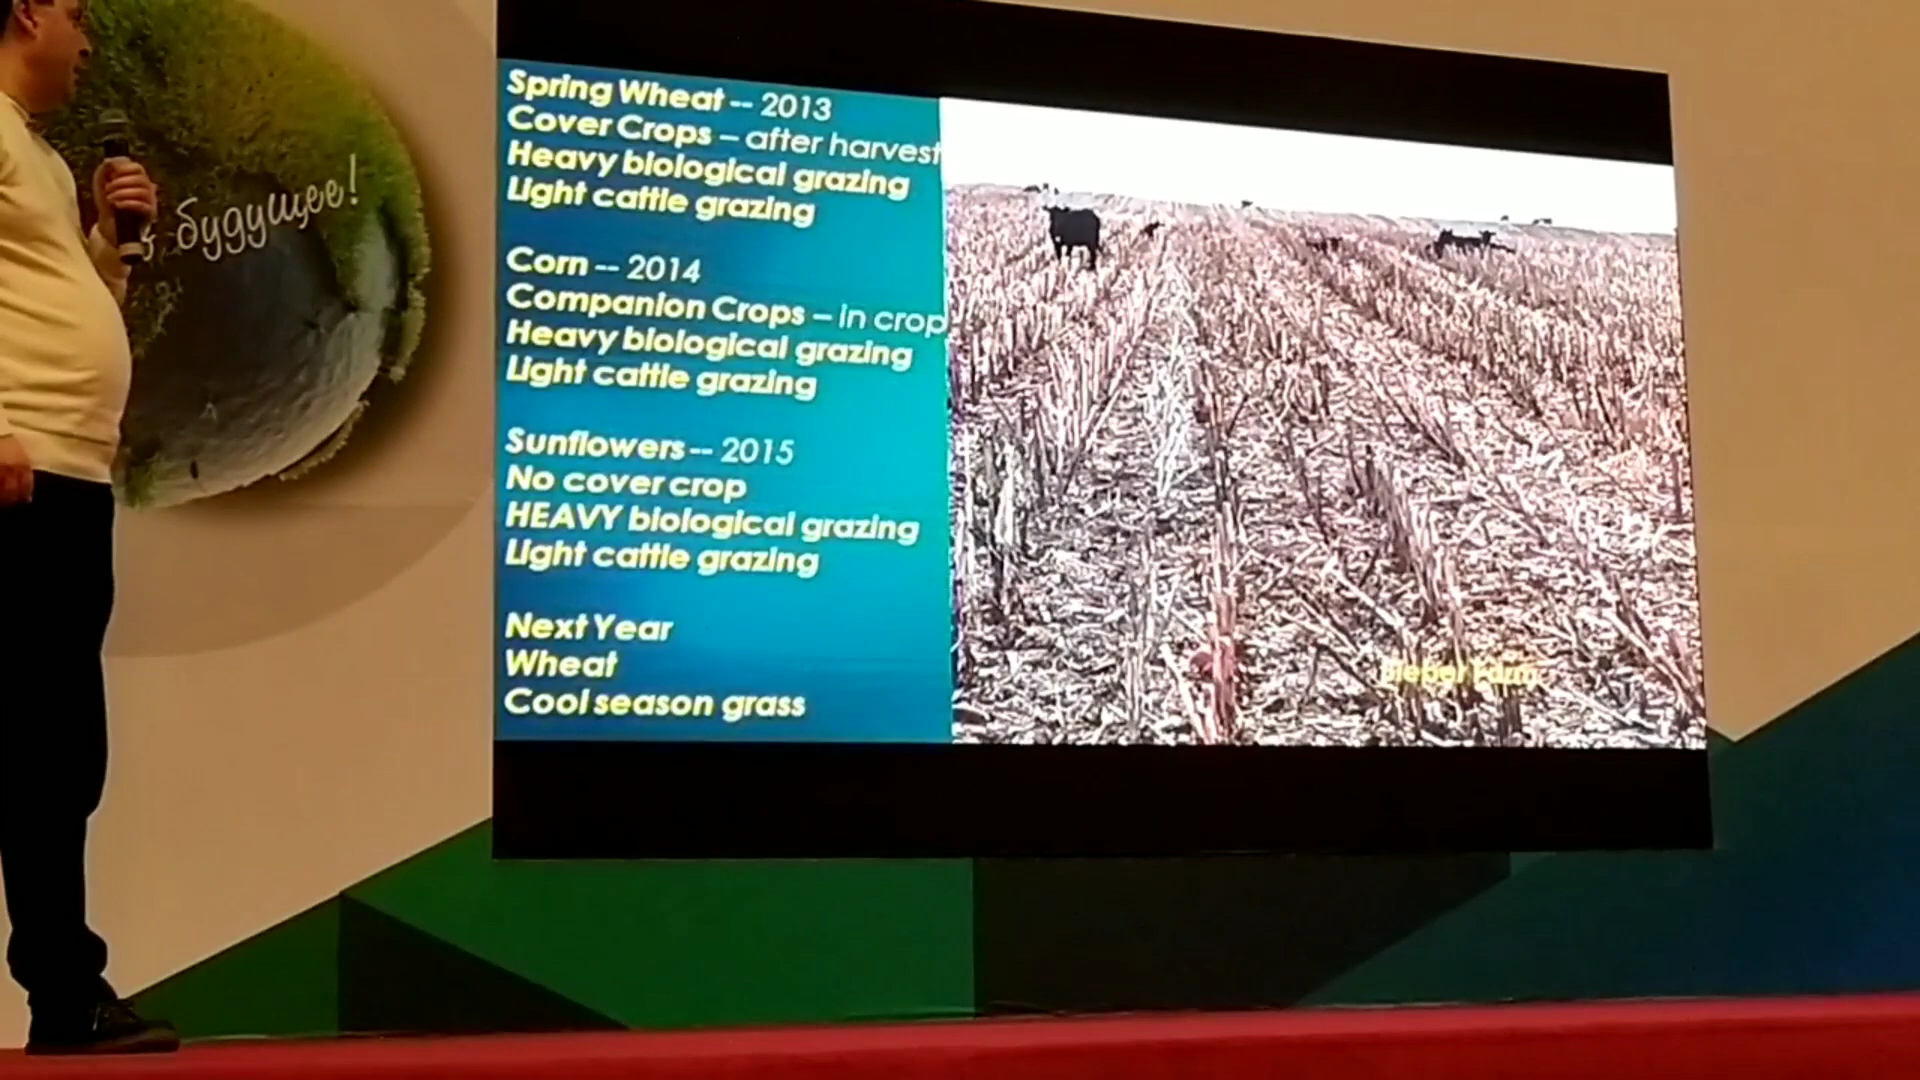 будущее!
Spring Wheat -- 2013
Cover Crops – after harvest
Heavy biological grazing
Light cattle grazing
Corn -- 2014
Companion Crops – in crop
Heavy biological grazing
Light cattle grazing
Sunflowers -- 2015
No cover crop
HEAVY biological grazing
Light cattle grazing
Next Year
Wheat
Cool season grass
Farm